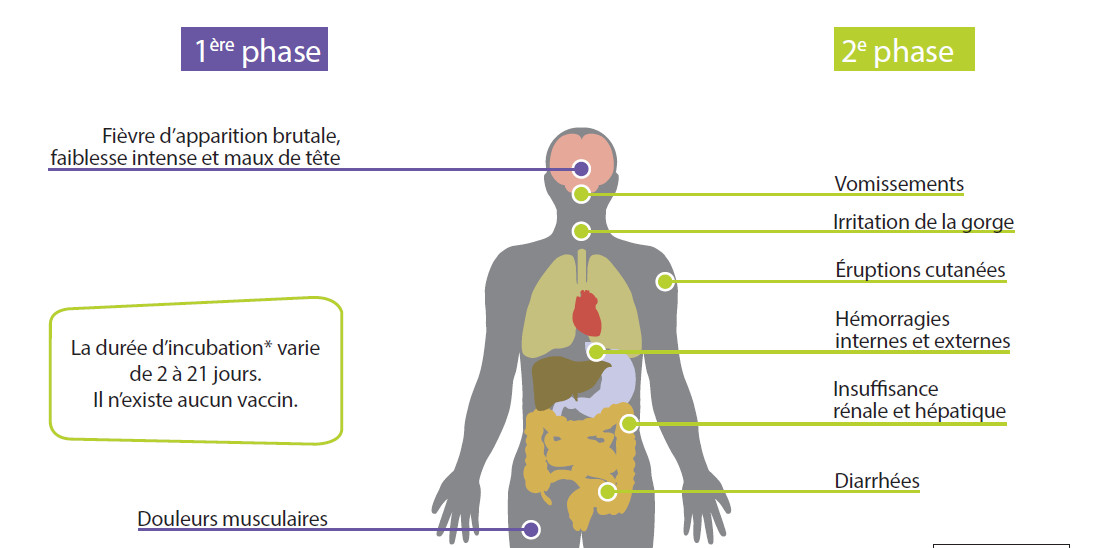 1ère phase
2e phase
Fièvre d’apparition brutale,
faiblesse intense et maux de tête
Vomissements
Irritation de la gorge
Éruptions cutanées
Hémorragies
internes et externes
La durée d’incubation* varie
de 2 à 21 jours.
Il n’existe aucun vaccin.
Insuffisance
rénale et hépatique
Diarrhées
Douleurs musculaires